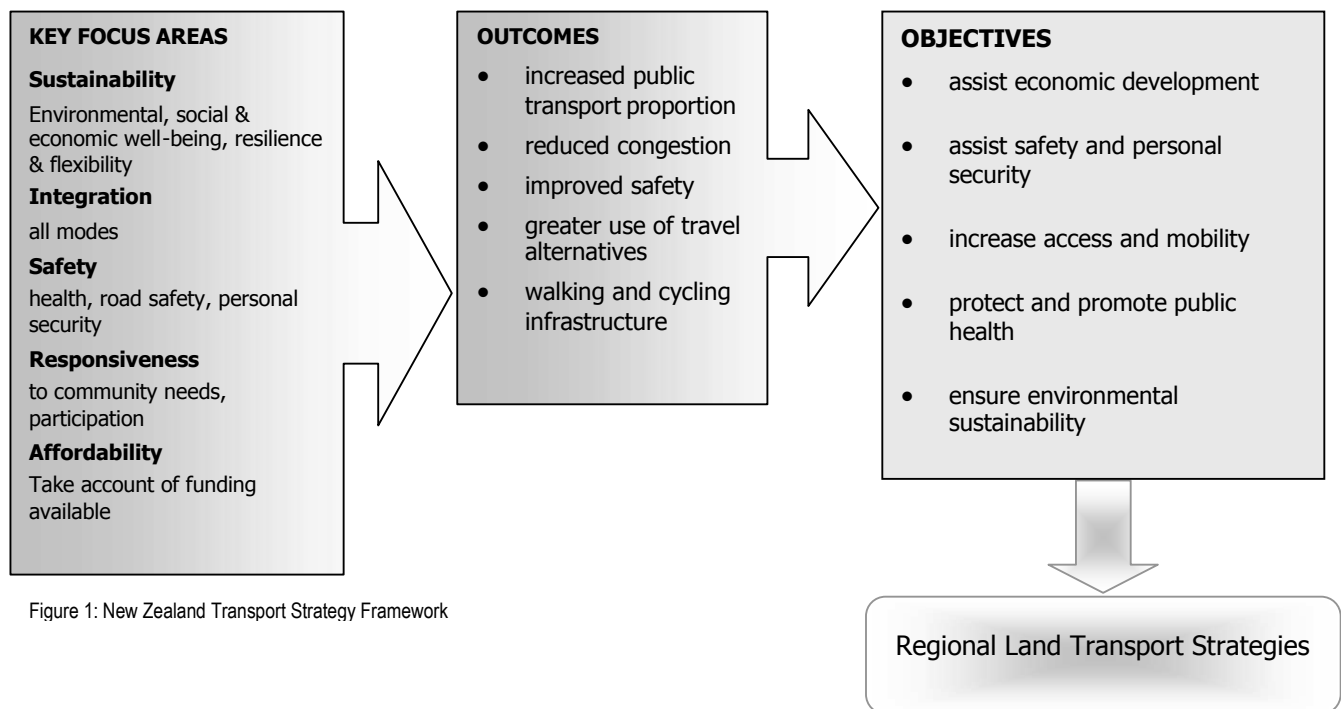 KEY FOCUS AREAS
Sustainability
Environmental, social &
economic well-being, resilience
& flexibility
Integration
all modes
Safety
health, road safety, personal
security
Responsiveness
to community needs,
participation
Affordability
Take account of funding
available
OUTCOMES
• increased public
transport proportion
• reduced congestion
• improved safety
• greater use of travel
alternatives
• walking and cycling
infrastructure
OBJECTIVES
• assist economic development
• assist safety and personal
security
• increase access and mobility
• protect and promote public
health
• ensure environmental
sustainability
Regional Land Transport Strategies
Figure 1: New Zealand Transport Strategy Framework